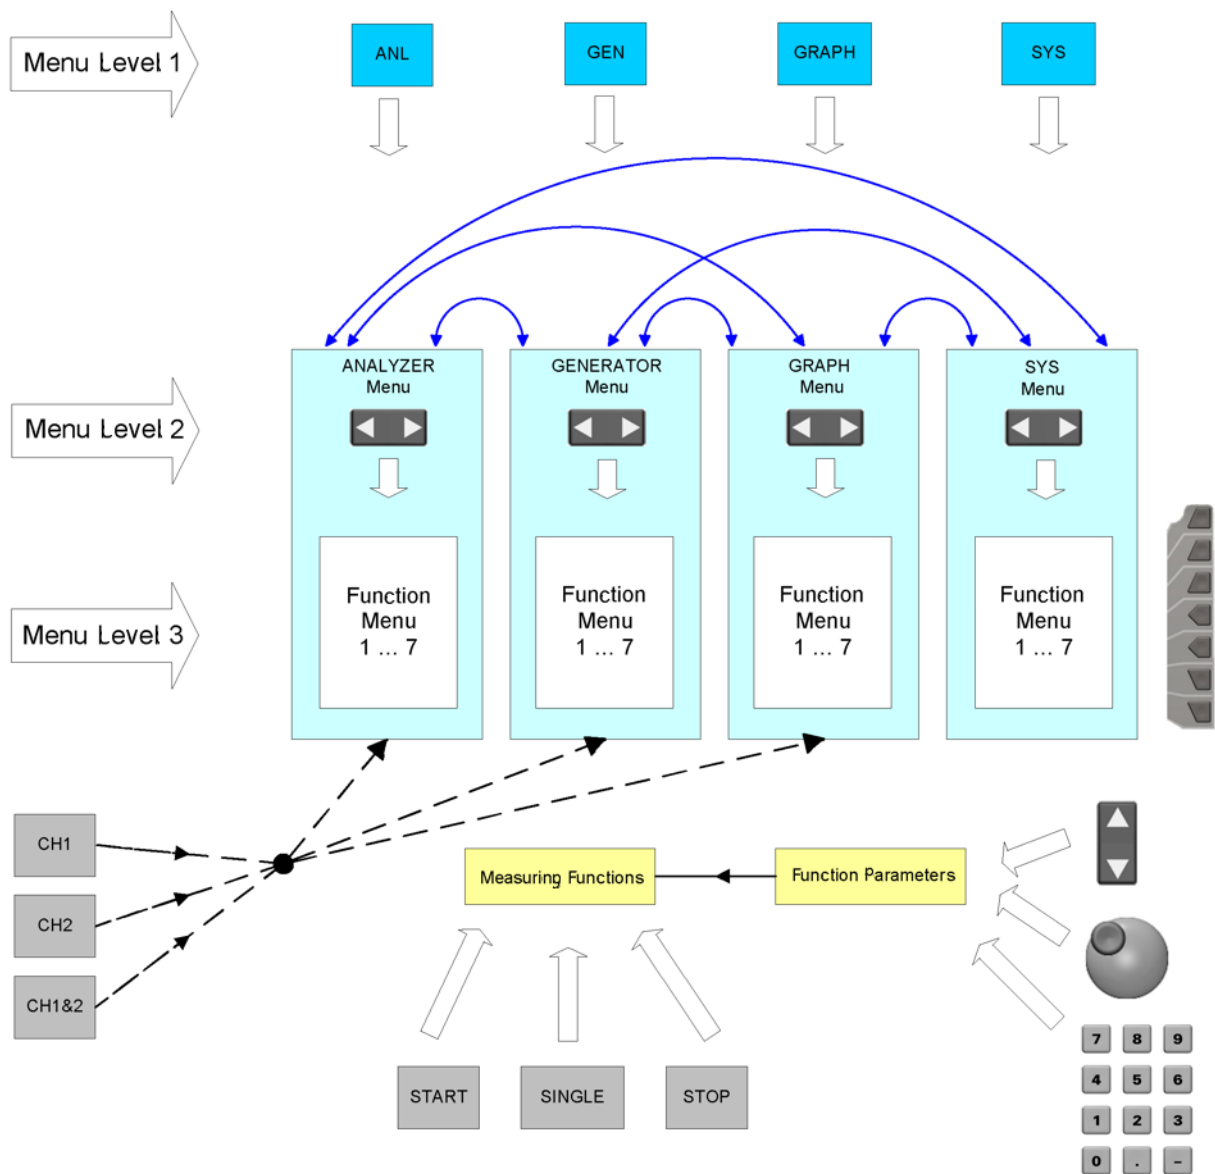 Menu Level 1
ANL
GEN
GRAPH
SYS
Menu Level 2
ANALYZER
Menu
GENERATOR
Menu
GRAPH
Menu
SYS
Menu
Menu Level 3
Function
Menu
1 ... 7
Function
Menu
1 ... 7
Function
Menu
1 ... 7
Function
Menu
1 ... 7
CH1
CH2
CH1&2
Measuring Functions
Function Parameters
START
SINGLE
STOP
7 8 9
4 5 6
1 2 3
0 . –